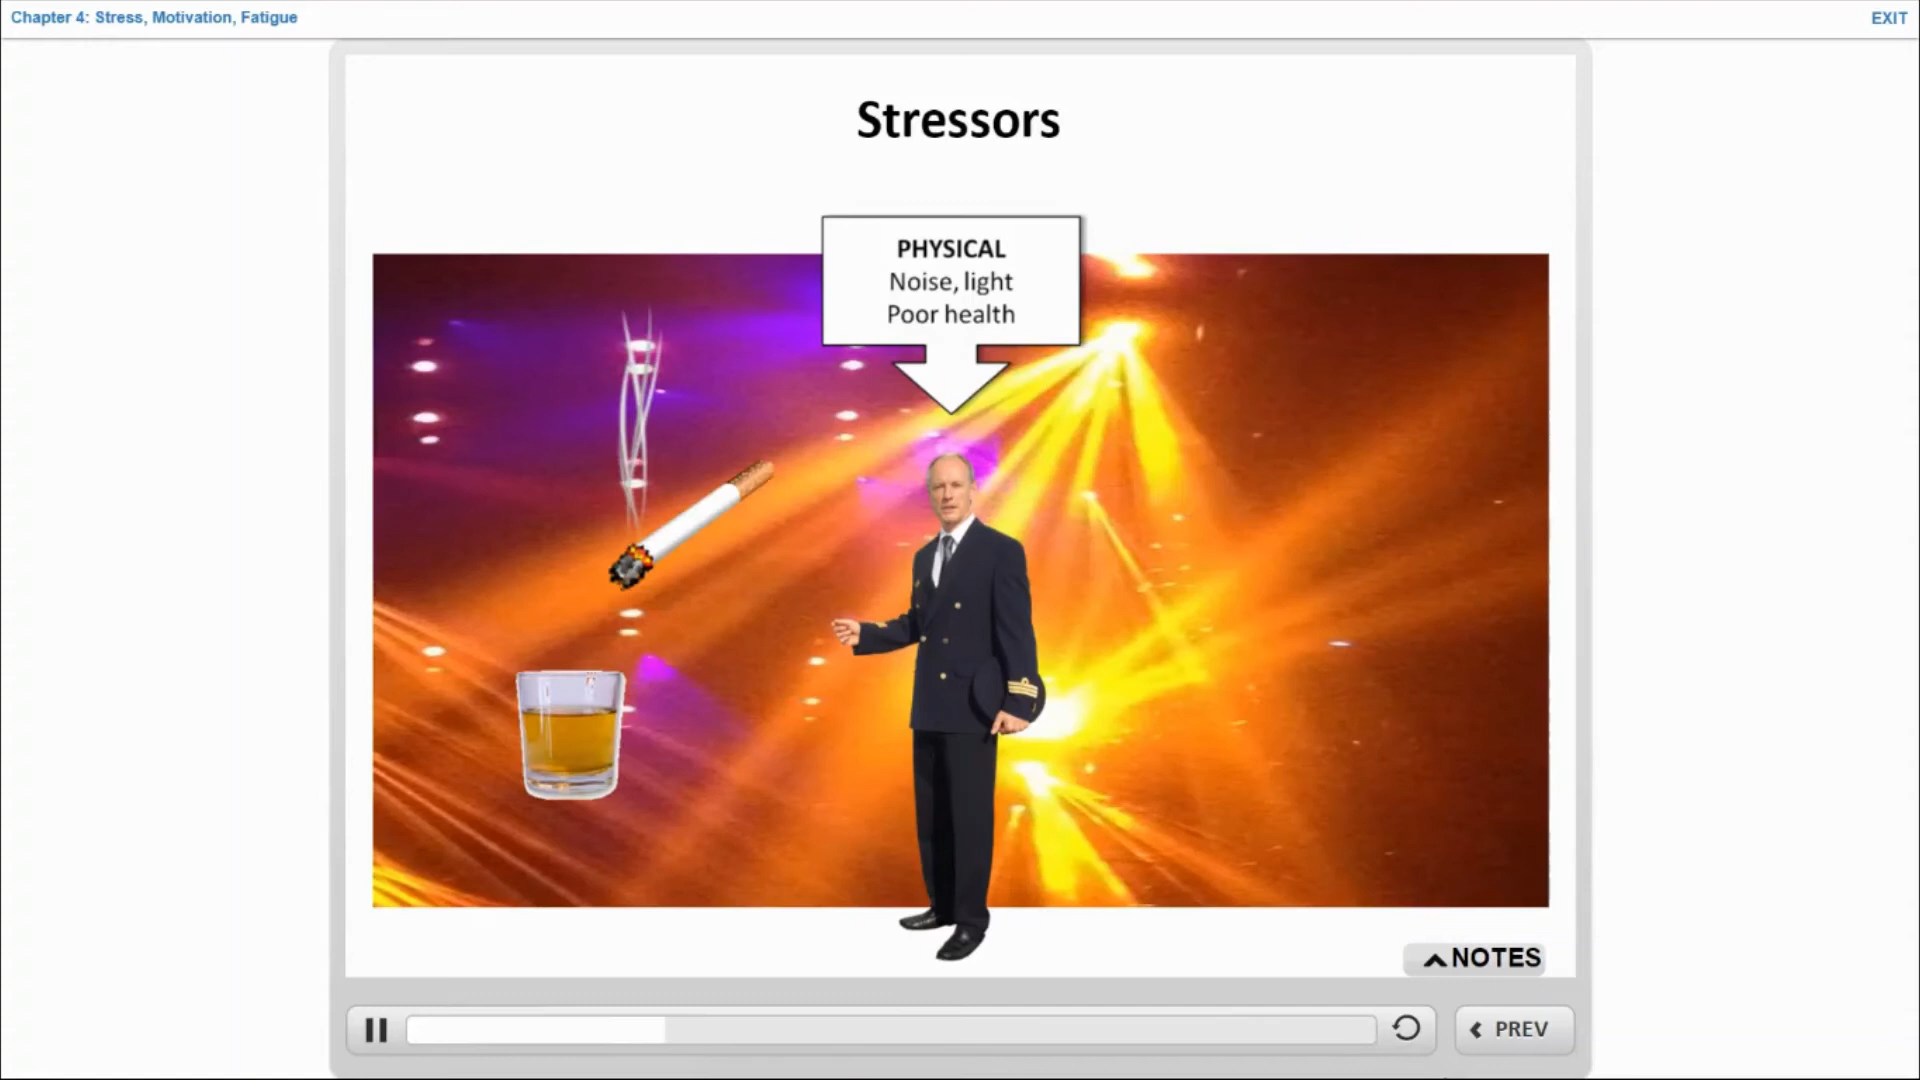 Chapter 4: Stress, Motivation, Fatigue
EXIT
Stressors
PHYSICAL
Noise, light
Poor health
NOTES
PREV